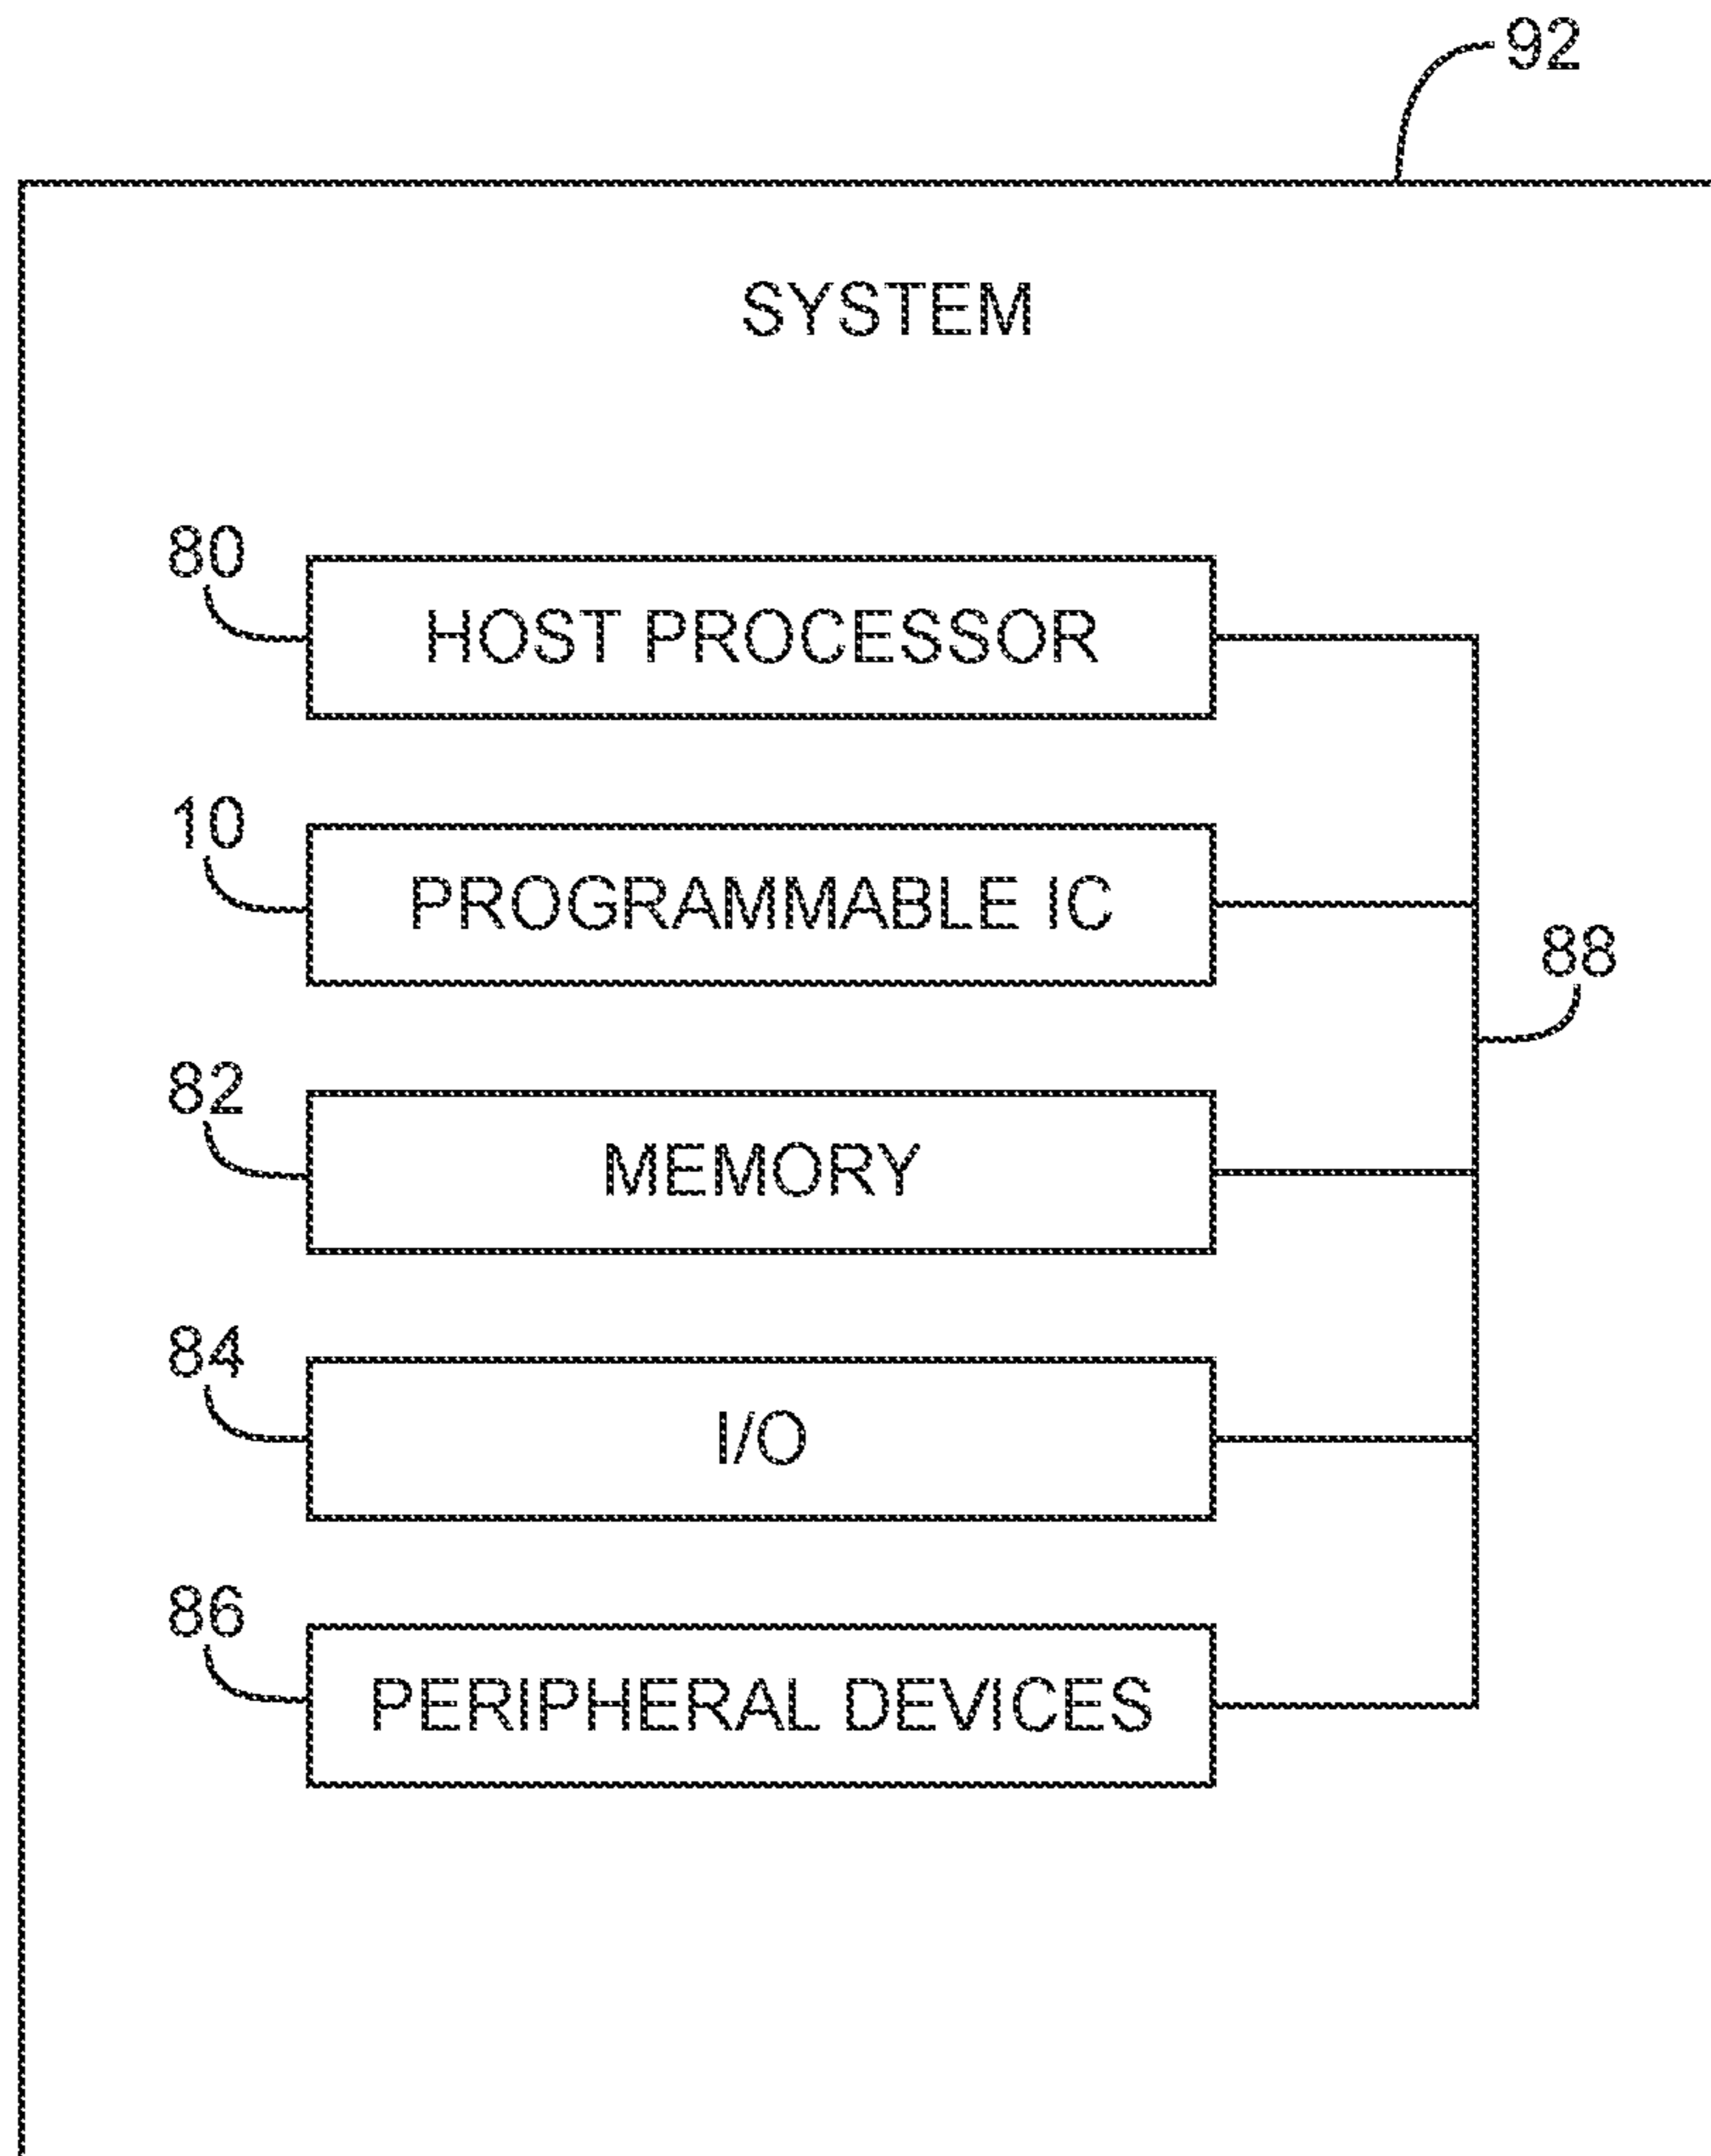 92
SYSTEM
80
HOST PROCESSOR
10
PROGRAMMABLE IC
88
82
MEMORY
84
I/O
86
PERIPHERAL DEVICES